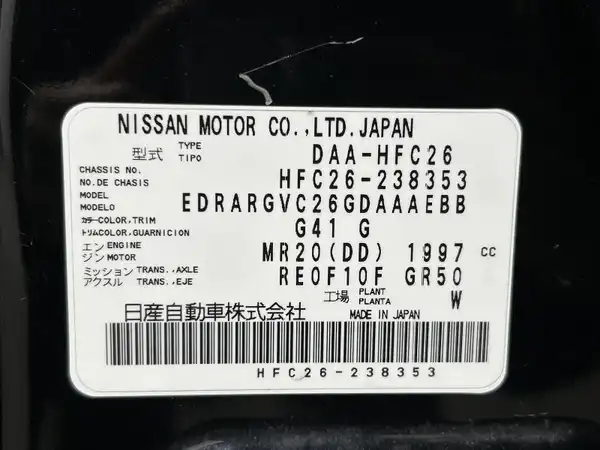 NISSAN MOTOR CO.,LTD.JAPAN
型式 TYPE TIPO DAA-HFC26
CHASSIS NO. NO.DE CHASIS HFC26-238353
MODEL MODELO EDRARGVC26GDAAAEBB
カラー COLOR,TRIM トリムCOLOR,GUARNICION G41 G
エンジン ENGINE MOTOR MR20(DD) 1997 cc
ミッション TRANS.,AXLE アクスル TRANS.,EJE RE0F10F GR50
工場 PLANT PLANTA W
日産自動車株式会社 MADE IN JAPAN
HFC26-238353